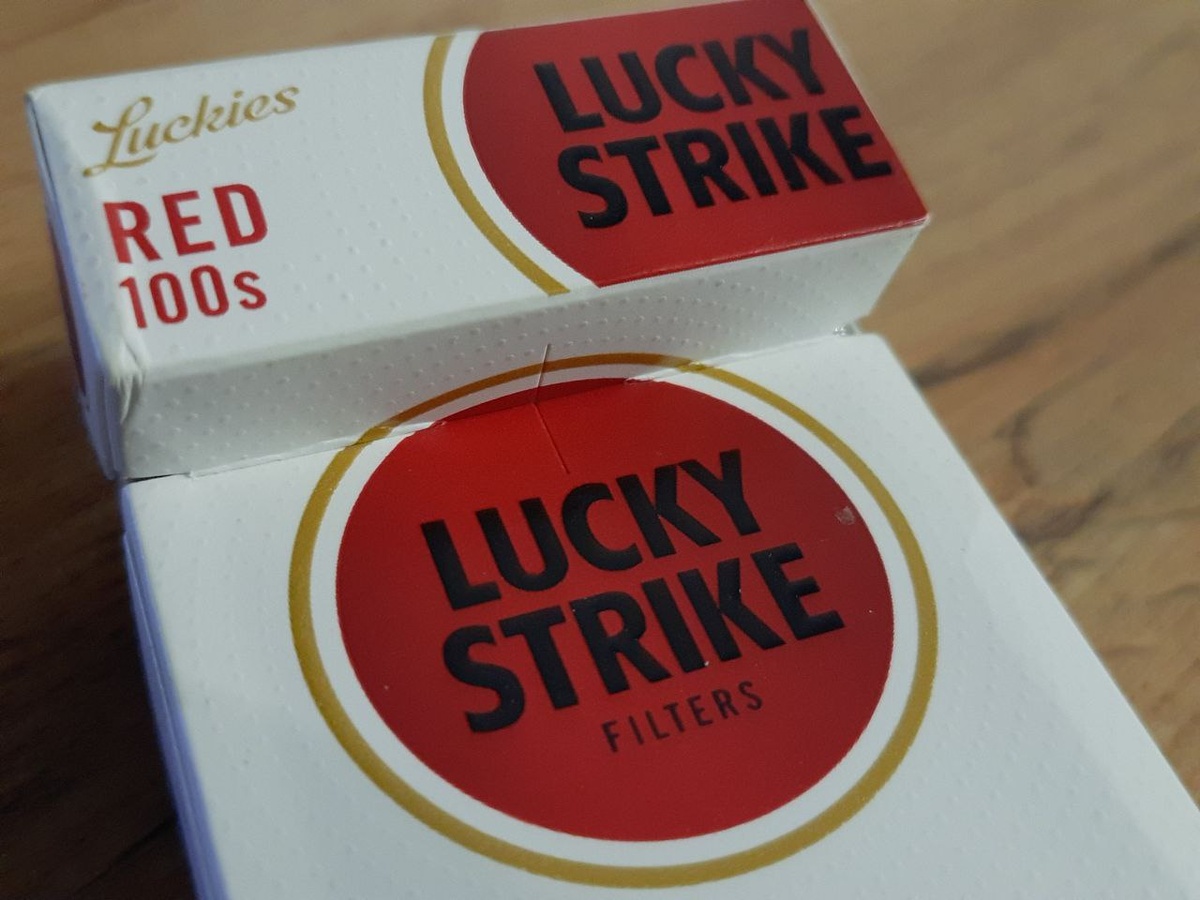 Luckies
RED
100s
LUCKY
STRIKE
LUCKY
STRIKE
FILTERS